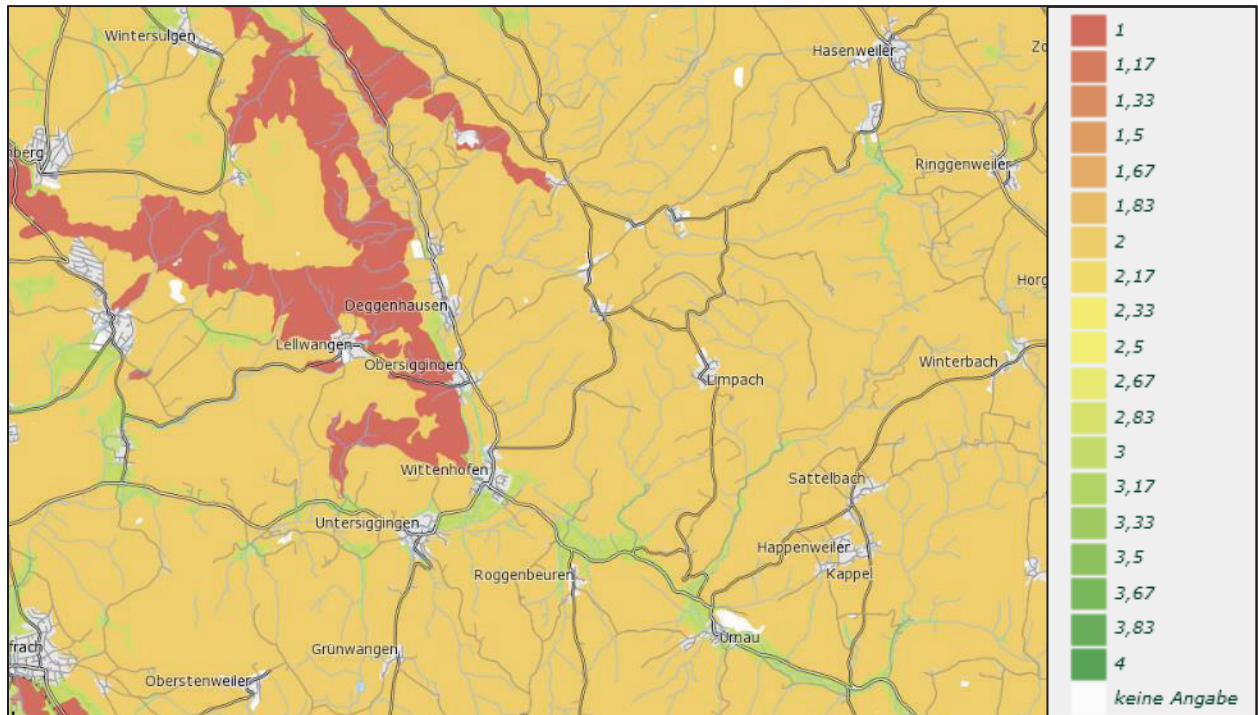 Wintersulgen
Hasenweiler
Zo
nberg
Ringgenweiler
Horg
Deggenhausen
Lellwangen
Obersiggingen
Winterbach
Limpach
Wittenhofen
Sattelbach
Untersiggingen
Happenweiler
Roggenbeuren
Kappel
Urnau
Grünwangen
frach
Oberstenweiler
1
1,17
1,33
1,5
1,67
1,83
2
2,17
2,33
2,5
2,67
2,83
3
3,17
3,33
3,5
3,67
3,83
4
keine Angabe